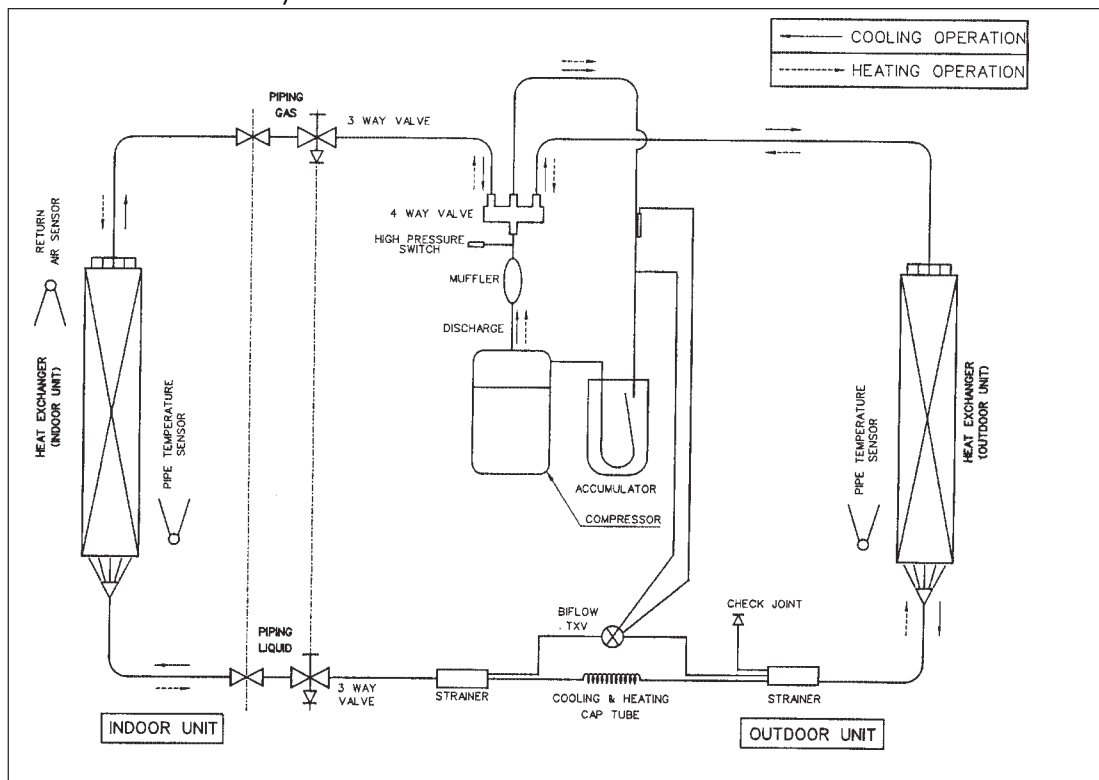 COOLING OPERATION
HEATING OPERATION
PIPING
GAS
3 WAY VALVE
4 WAY VALVE
HIGH PRESSURE
SWITCH
MUFFLER
DISCHARGE
RETURN
AIR SENSOR
HEAT EXCHANGER
(INDOOR UNIT)
PIPE TEMPERATURE
SENSOR
ACCUMULATOR
COMPRESSOR
HEAT EXCHANGER
(OUTDOOR UNIT)
PIPE TEMPERATURE
SENSOR
CHECK JOINT
BIFLOW
. TXV
PIPING
LIQUID
3 WAY
VALVE
STRAINER
COOLING & HEATING
CAP TUBE
STRAINER
INDOOR UNIT
OUTDOOR UNIT